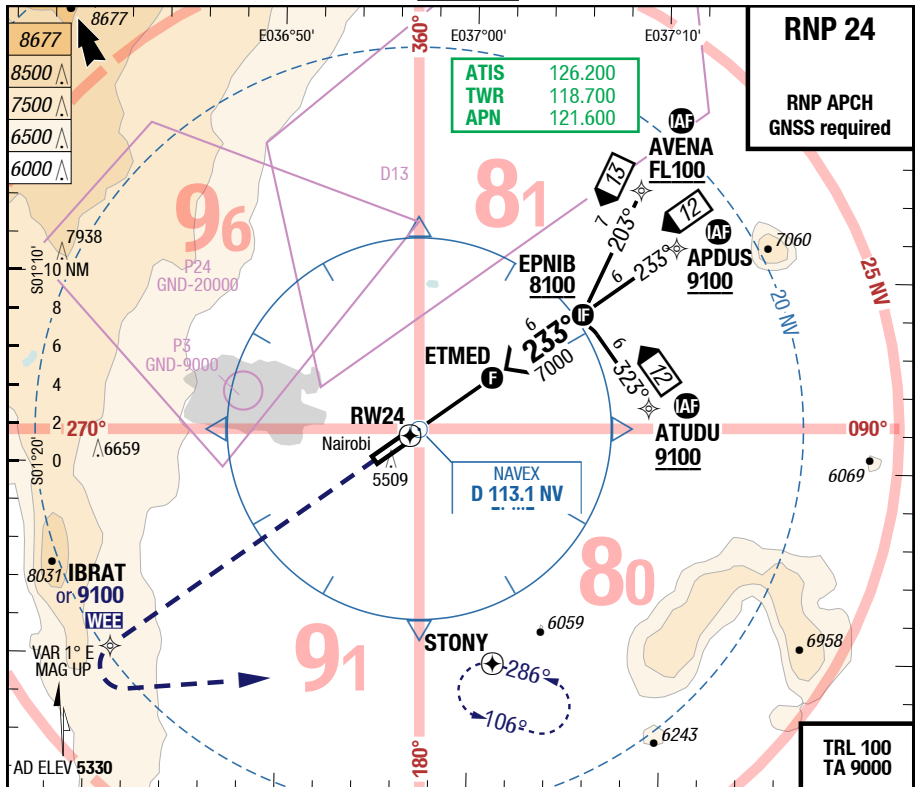 8677
E036°50'
E037°00'
E037°10'
RNP 24
RNP APCH
GNSS required
8677
8500
7500
6500
6000
360°
ATIS 126.200
TWR 118.700
APN 121.600
IAF
AVENA
FL100
D13
81
96
13
7
203°
12
IAF
APDUS
9100
7060
6
233°
7938
S01°10'
10 NM
P24
GND-20000
EPNIB
8100
IF
25 NV
20 NV
8
6
4
2
0
P3
GND-9000
ETMED
F
6
233°
7000
6
323°
12
IAF
ATUDU
9100
RW24
Nairobi
270°
090°
6659
5509
S01°20'
NAVEX
D 113.1 NV
6069
8031
IBRAT
or 9100
WEE
80
6059
6958
VAR 1° E
MAG UP
91
STONY
286°
106°
6243
180°
AD ELEV 5330
TRL 100
TA 9000